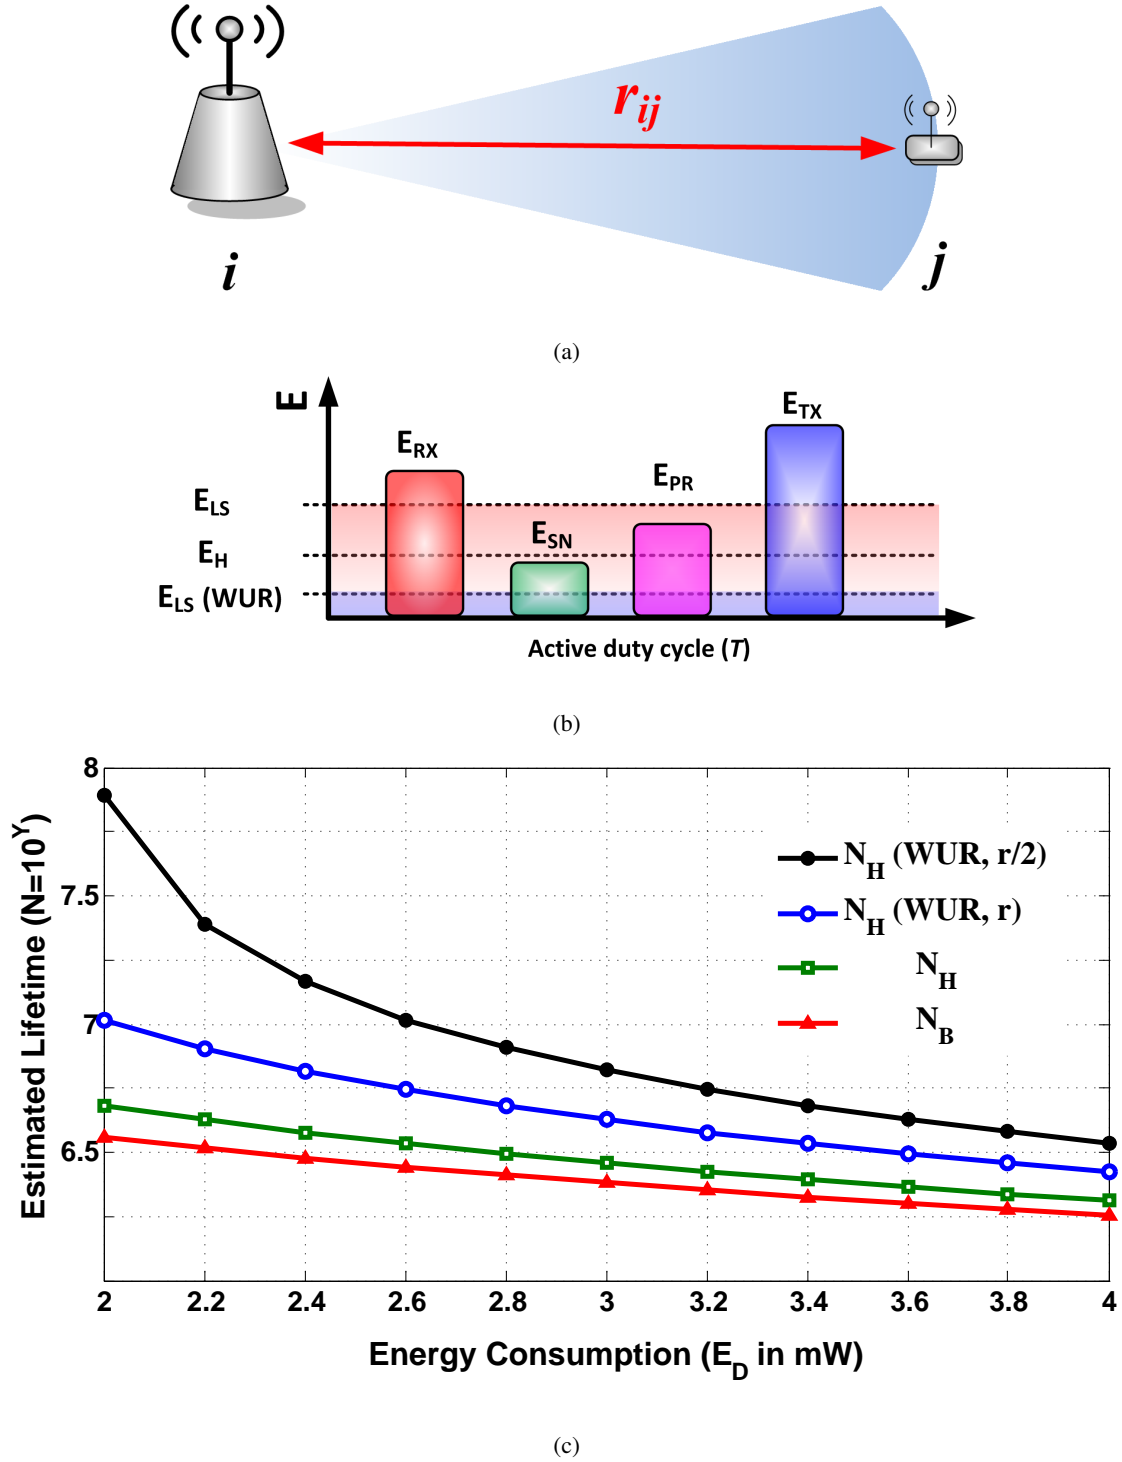 r_ij
i
j
(a)
E
E_TX
E_RX
E_PR
E_LS
E_SN
E_H
E_LS (WUR)
Active duty cycle (T)
(b)
Estimated Lifetime (N=10^Y)
8
7.5
7
6.5
N_H (WUR, r/2)
N_H (WUR, r)
N_H
N_B
2 2.2 2.4 2.6 2.8 3 3.2 3.4 3.6 3.8 4
Energy Consumption (E_D in mW)
(c)